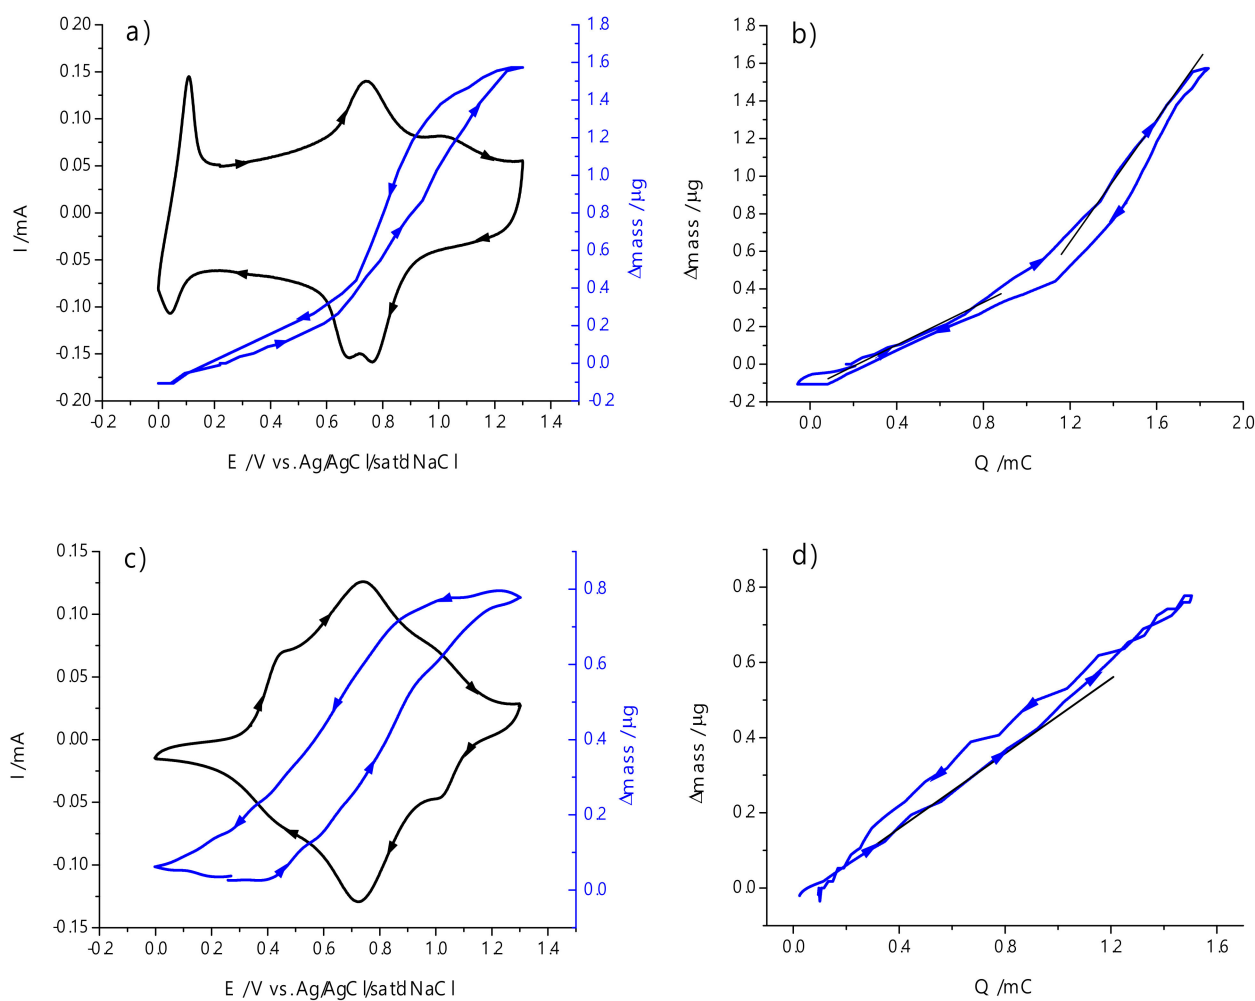 a)
I /mA
0.20
0.15
0.10
0.05
0.00
-0.05
-0.10
-0.15
-0.20
-0.2 0.0 0.2 0.4 0.6 0.8 1.0 1.2 1.4
E /V vs. Ag/AgCl/satd NaCl
1.8
1.6
1.4
1.2
1.0
0.8
0.6
0.4
0.2
0.0
-0.2
Δmass /µg
b)
Δmass /µg
1.8
1.6
1.4
1.2
1.0
0.8
0.6
0.4
0.2
0.0
-0.2
0.0 0.4 0.8 1.2 1.6 2.0
Q /mC
c)
I /mA
0.15
0.10
0.05
0.00
-0.05
-0.10
-0.15
-0.2 0.0 0.2 0.4 0.6 0.8 1.0 1.2 1.4
E /V vs. Ag/AgCl/satd NaCl
0.8
0.6
0.4
0.2
0.0
Δmass /µg
d)
Δmass /µg
0.8
0.6
0.4
0.2
0.0
0.0 0.4 0.8 1.2 1.6
Q /mC